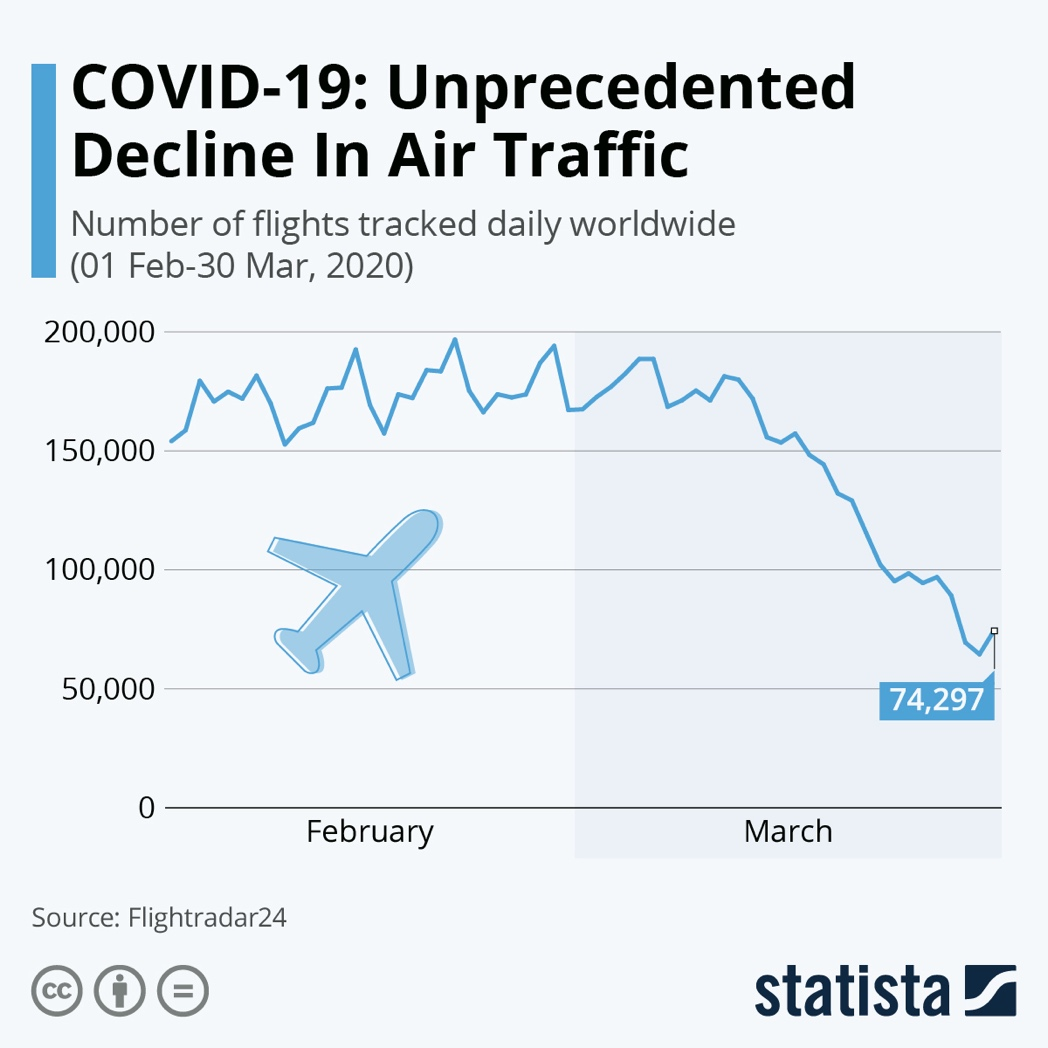 COVID-19: Unprecedented
Decline In Air Traffic
Number of flights tracked daily worldwide
(01 Feb-30 Mar, 2020)
200,000
150,000
100,000
50,000
74,297
0
February
March
Source: Flightradar24
cc
statista